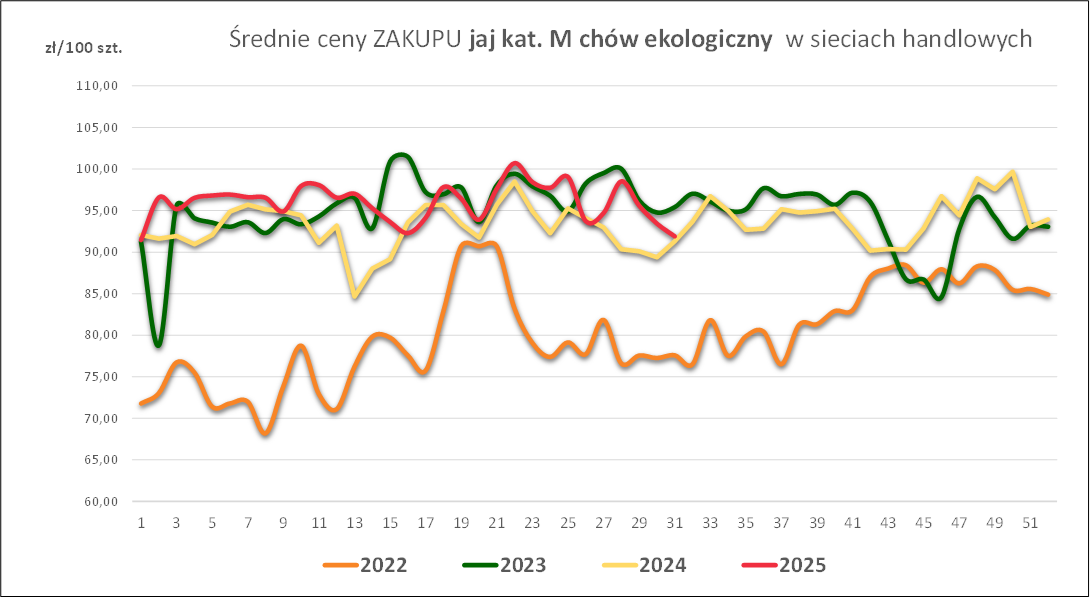 Średnie ceny ZAKUPU jaj kat. M chów ekologiczny w sieciach handlowych
zł/100 szt.
110,00
105,00
100,00
95,00
90,00
85,00
80,00
75,00
70,00
65,00
60,00
1 3 5 7 9 11 13 15 17 19 21 23 25 27 29 31 33 35 37 39 41 43 45 47 49 51
2022 2023 2024 2025